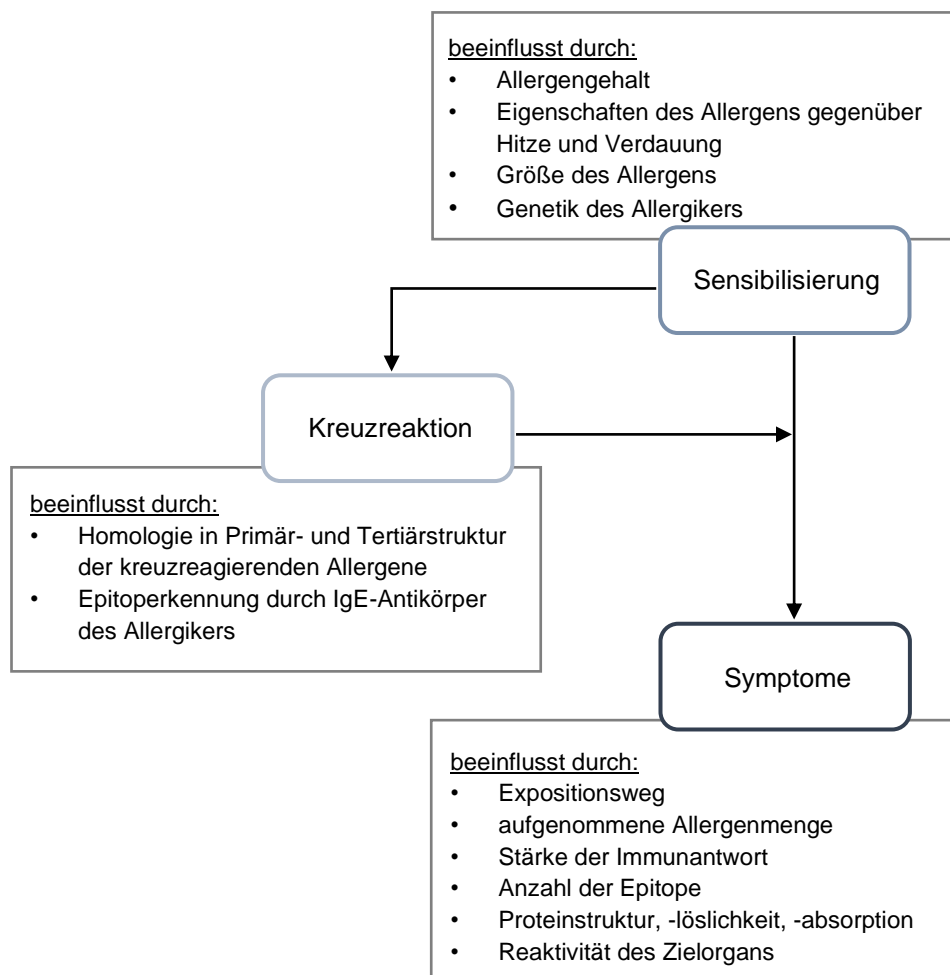 beeinflusst durch:
• Allergengehalt
• Eigenschaften des Allergens gegenüber
Hitze und Verdauung
• Größe des Allergens
• Genetik des Allergikers
Sensibilisierung
Kreuzreaktion
beeinflusst durch:
• Homologie in Primär- und Tertiärstruktur
der kreuzreagierenden Allergene
• Epitoperkennung durch IgE-Antikörper
des Allergikers
Symptome
beeinflusst durch:
• Expositionsweg
• aufgenommene Allergenmenge
• Stärke der Immunantwort
• Anzahl der Epitope
• Proteinstruktur, -löslichkeit, -absorption
• Reaktivität des Zielorgans